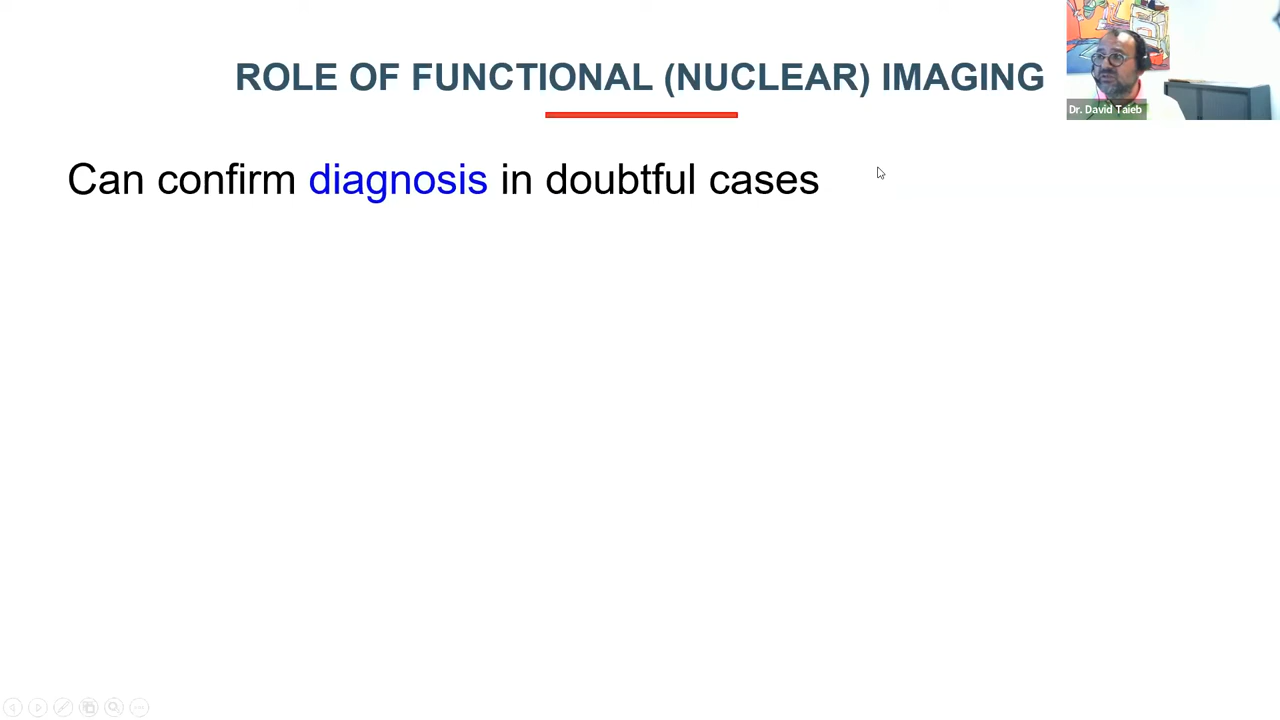 ROLE OF FUNCTIONAL (NUCLEAR) IMAGING
Dr. David Taieb
Can confirm diagnosis in doubtful cases